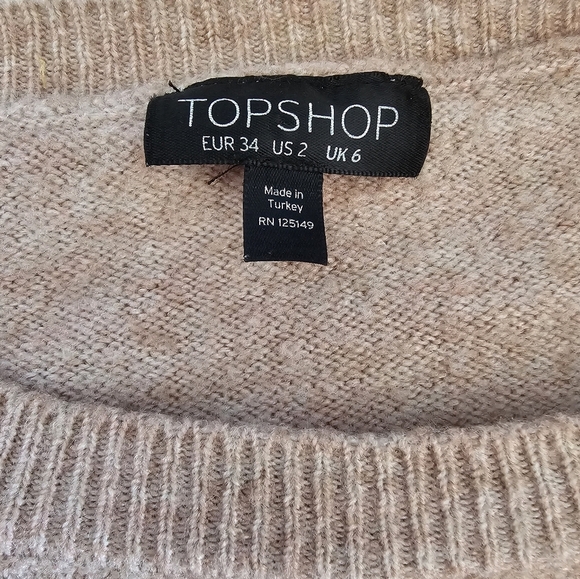 TOPSHOP
EUR 34 US 2 UK 6
Made in
Turkey
RN 125149